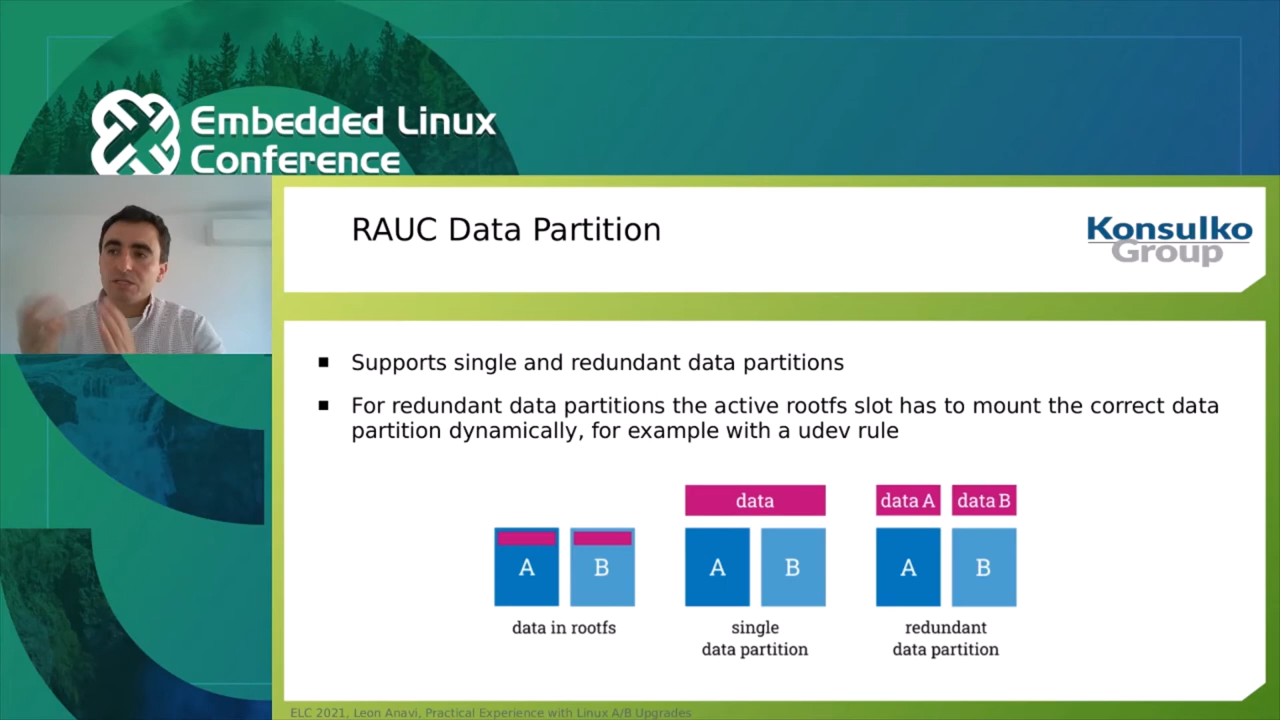 Embedded Linux
Conference
RAUC Data Partition
Konsulko
Group
Supports single and redundant data partitions
For redundant data partitions the active rootfs slot has to mount the correct data
partition dynamically, for example with a udev rule
data
data A
data B
A
B
A
B
A
B
data in rootfs
single
data partition
redundant
data partition
ELC 2021, Leon Anavi, Practical Experience with Linux A/B Upgrades